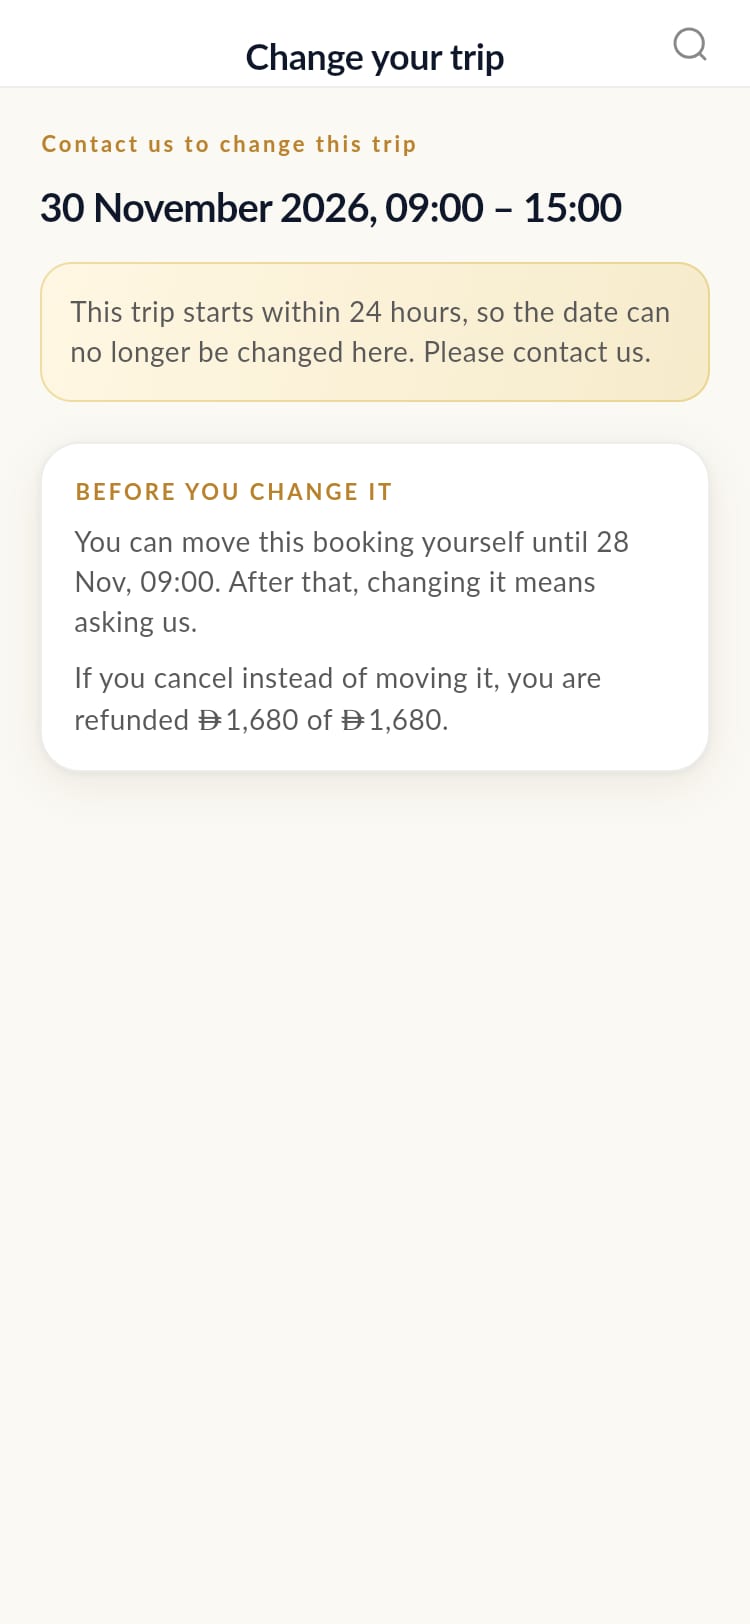 Change your trip
Contact us to change this trip
30 November 2026, 09:00 – 15:00
This trip starts within 24 hours, so the date can
no longer be changed here. Please contact us.
BEFORE YOU CHANGE IT
You can move this booking yourself until 28
Nov, 09:00. After that, changing it means
asking us.
If you cancel instead of moving it, you are
refunded 1,680 of 1,680.